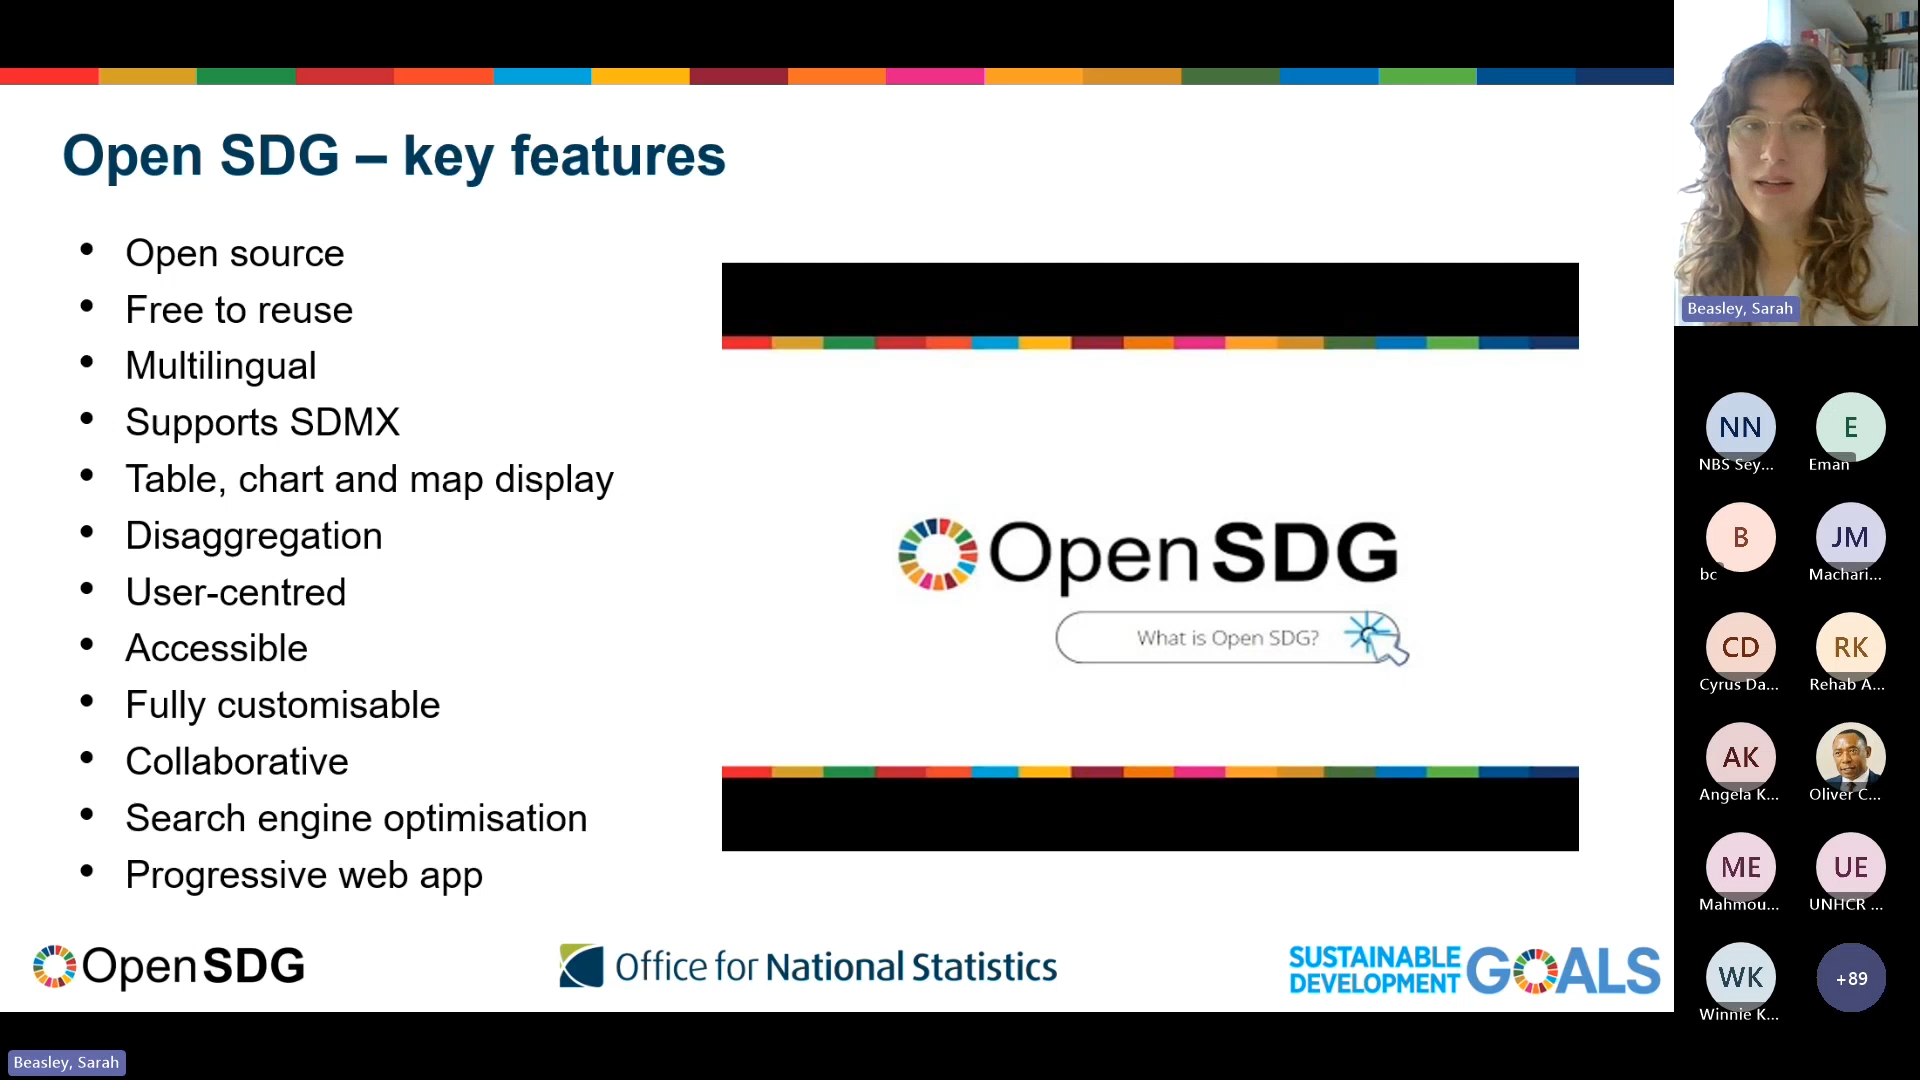 Open SDG – key features
• Open source
• Free to reuse
• Multilingual
• Supports SDMX
• Table, chart and map display
• Disaggregation
• User-centred
• Accessible
• Fully customisable
• Collaborative
• Search engine optimisation
• Progressive web app
OpenSDG
What is Open SDG?
OpenSDG
Office for National Statistics
SUSTAINABLE
DEVELOPMENT
GOALS
Beasley, Sarah
Beasley, Sarah
NN
NBS Sey...
E
Eman
B
bc
JM
Machari...
CD
Cyrus Da...
RK
Rehab A...
AK
Angela K...
Oliver C...
ME
Mahmou...
UE
UNHCR ...
WK
Winnie K...
+89